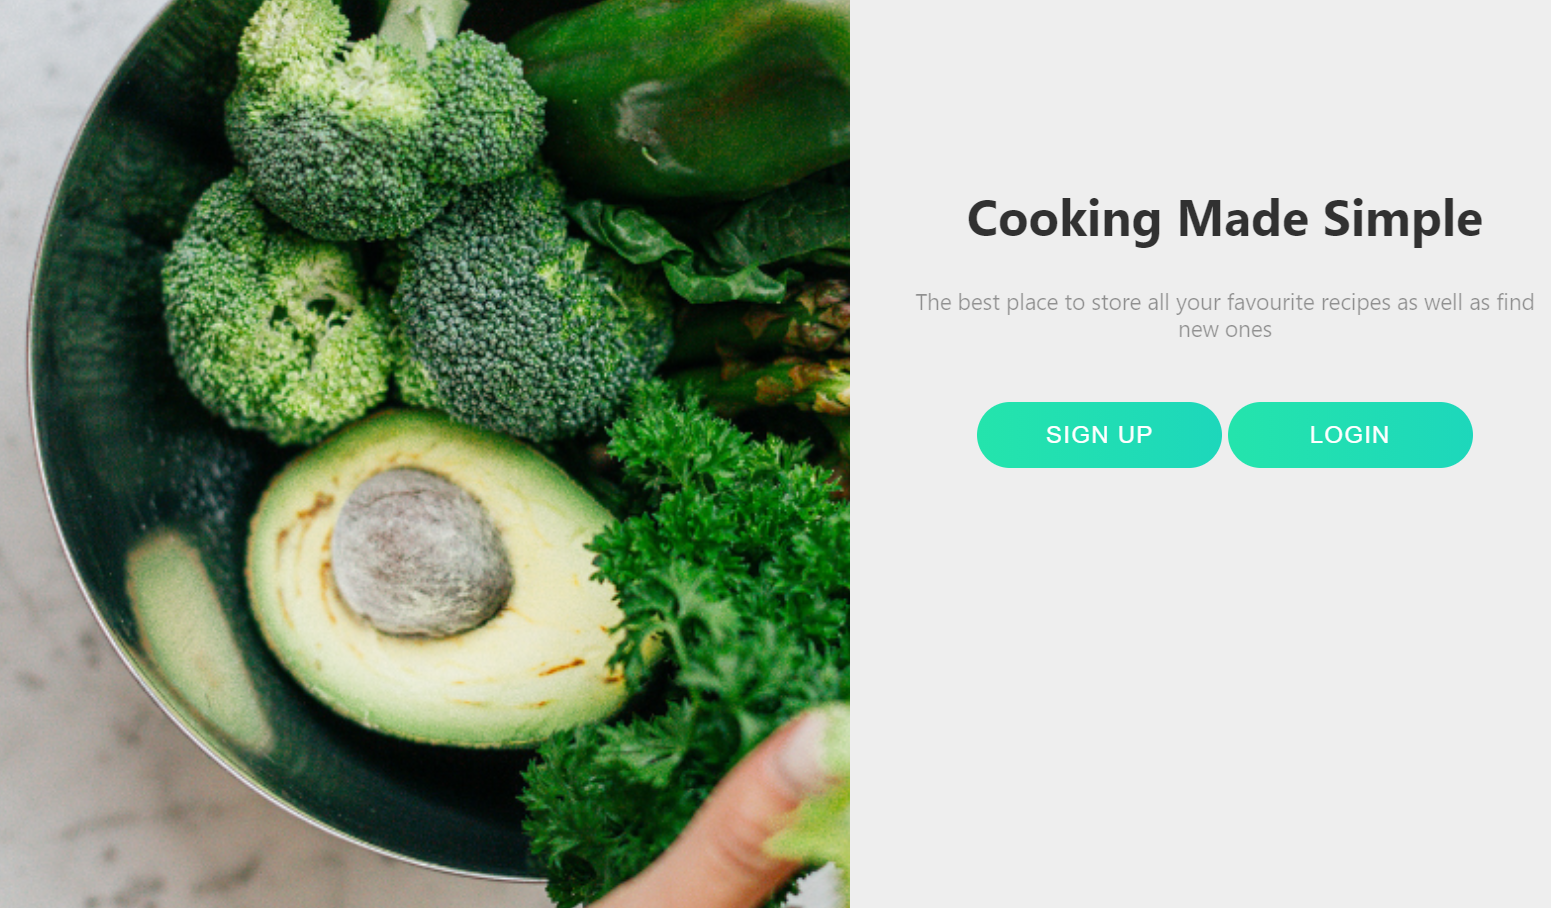 Cooking Made Simple
The best place to store all your favourite recipes as well as find
new ones
SIGN UP
LOGIN